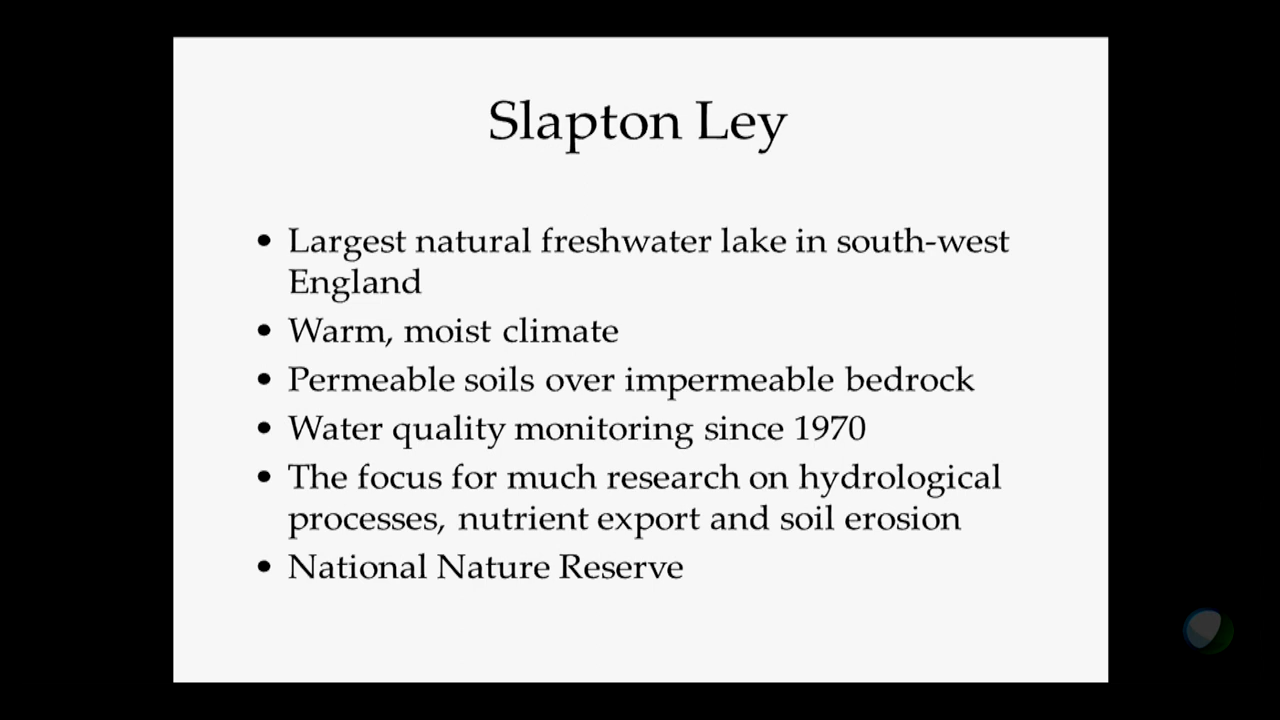 Slapton Ley
• Largest natural freshwater lake in south-west
England
• Warm, moist climate
• Permeable soils over impermeable bedrock
• Water quality monitoring since 1970
• The focus for much research on hydrological
processes, nutrient export and soil erosion
• National Nature Reserve